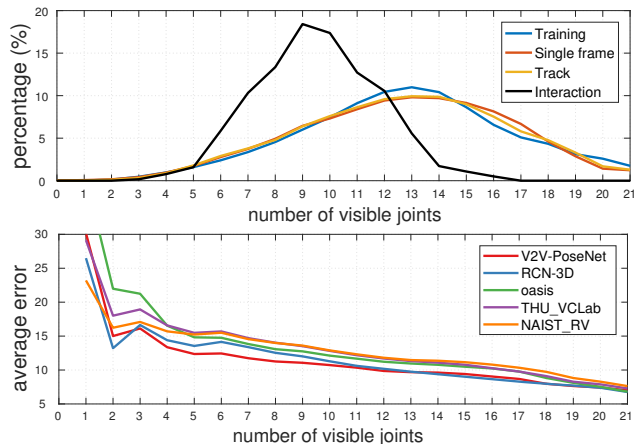 20
15
10
5
0
percentage (%)
Training
Single frame
Track
Interaction
0 1 2 3 4 5 6 7 8 9 10 11 12 13 14 15 16 17 18 19 20 21
number of visible joints
30
25
20
15
10
5
average error
V2V-PoseNet
RCN-3D
oasis
THU_VCLab
NAIST_RV
0 1 2 3 4 5 6 7 8 9 10 11 12 13 14 15 16 17 18 19 20 21
number of visible joints